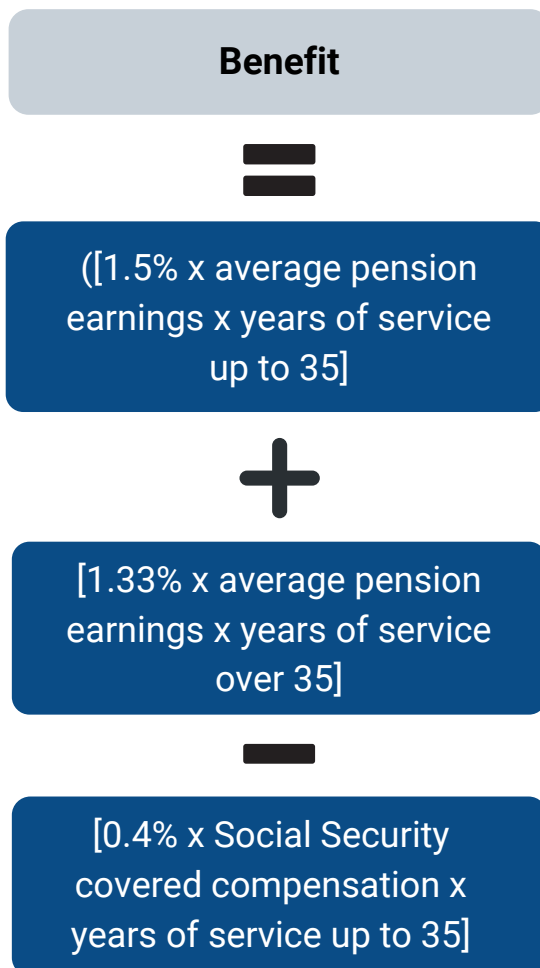 Benefit
=
([1.5% x average pension
earnings x years of service
up to 35]
+
[1.33% x average pension
earnings x years of service
over 35]
-
[0.4% x Social Security
covered compensation x
years of service up to 35]